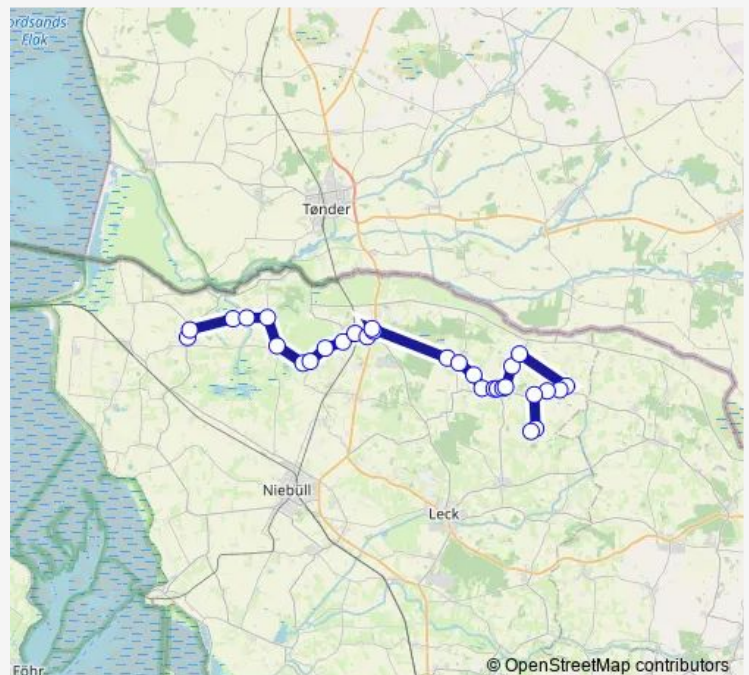 ordsands
Flak
Tønder
Niebüll
Leck
Föhr
© OpenStreetMap contributors